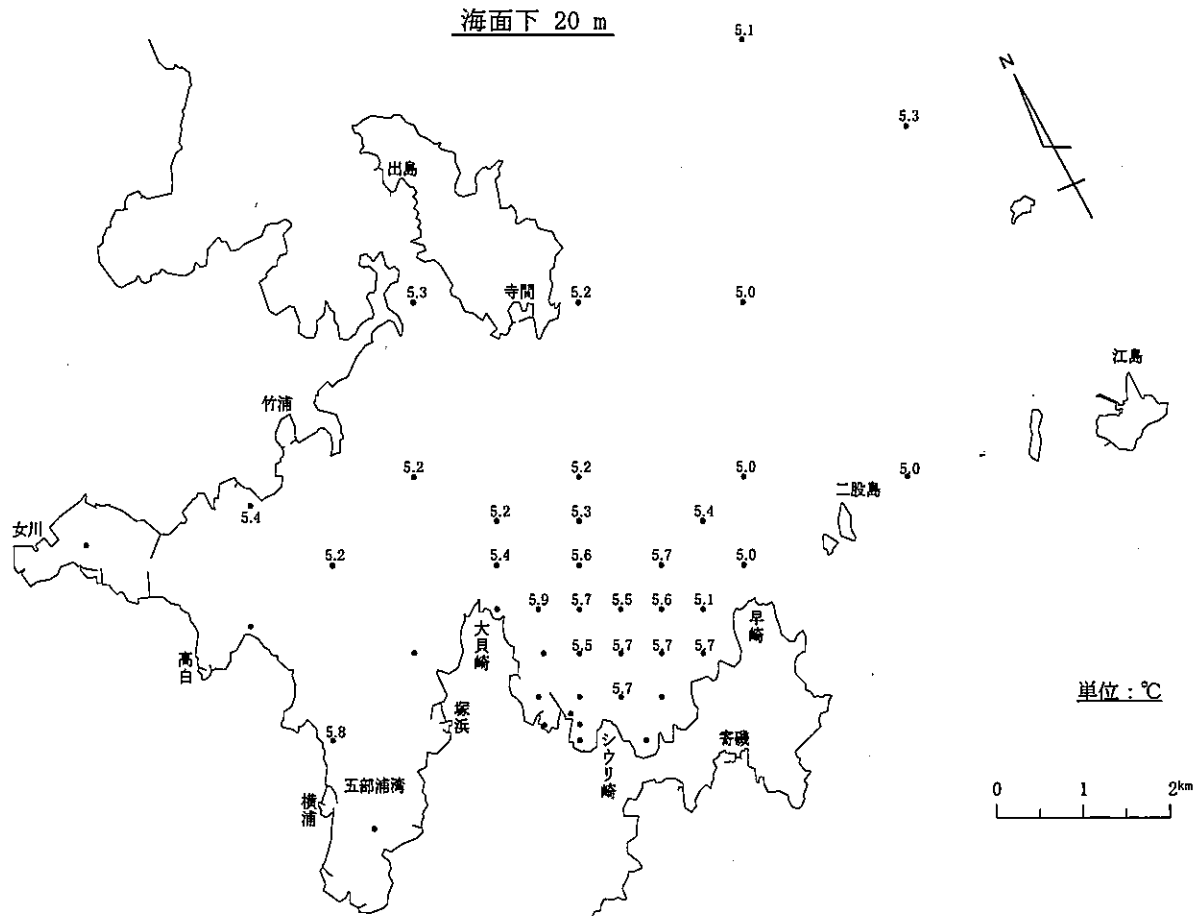 海面下 20 m
5.1
N
5.3
出島
5.3
寺間
5.2
5.0
江島
竹浦
5.2
5.2
5.0
5.0
二股島
5.4
5.2
5.3
5.4
女川
5.2
5.4
5.6
5.7
5.0
5.9
5.7
5.5
5.6
5.1
大貝崎
早崎
高白
5.5
5.7
5.7
5.7
単位:℃
5.7
塚浜
シウリ崎
寄磯
5.8
五部浦湾
横浦
0 1 2km